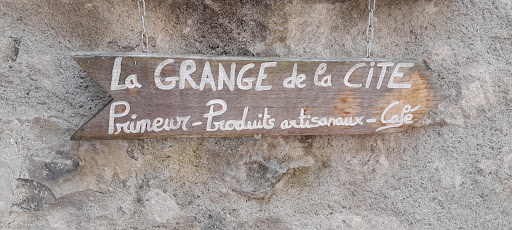 La GRANGE de la CITE
Primeur - Produits artisanaux - Café